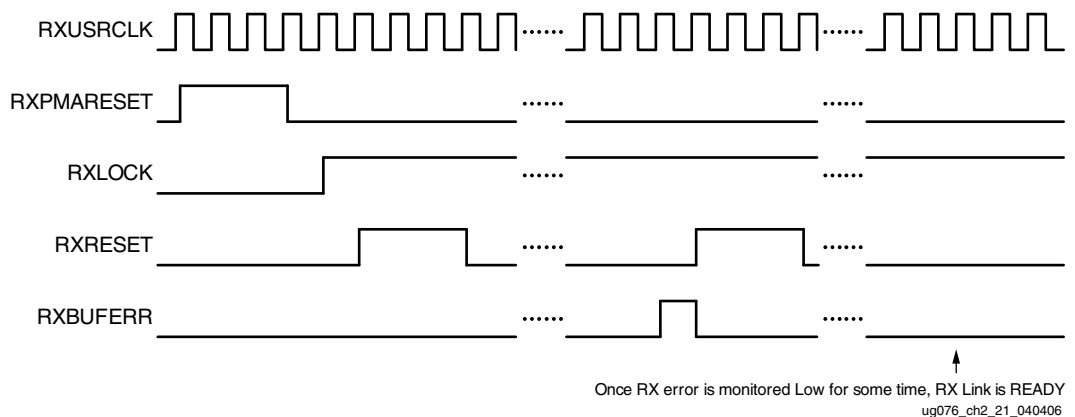 RXUSRCLK
RXPMARESET
RXLOCK
RXRESET
RXBUFERR
Once RX error is monitored Low for some time, RX Link is READY
ug076_ch2_21_040406